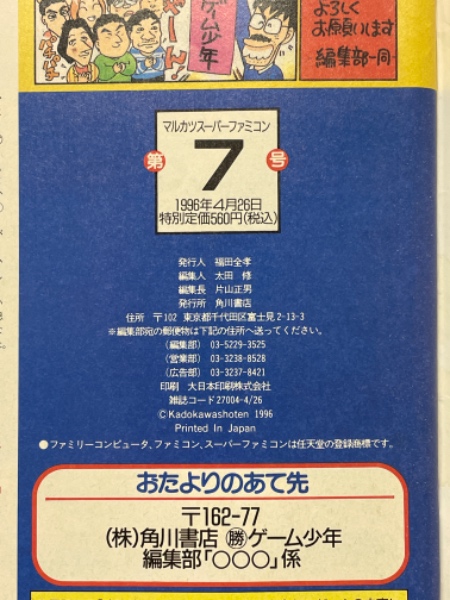 ゲーム少年
よろしく
お願いします
編集部一同
マルカツスーパーファミコン
第7号
1996年4月26日
特別定価560円(税込)
発行人 福田全孝
編集人 太田 修
編集長 片山正男
発行所 角川書店
住所 〒102 東京都千代田区富士見2-13-3
※編集部宛の郵便物は下記の住所へ送ってください。
(編集部) 03-5229-3525
(営業部) 03-3238-8528
(広告部) 03-3237-8421
印刷 大日本印刷株式会社
雑誌コード27004-4/26
©Kadokawashoten 1996
Printed In Japan
●ファミリーコンピュータ、ファミコン、スーパーファミコンは任天堂の登録商標です。
おたよりのあて先
〒162-77
(株)角川書店 ㊝ゲーム少年
編集部「○○○」係